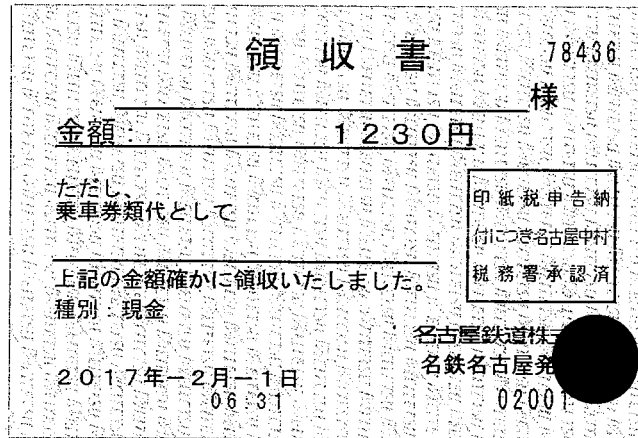 領収書 78436
様
金額： 1230円
ただし、
乗車券類代として
印紙税申告納
付につき名古屋中村
税務署承認済
上記の金額確かに領収いたしました。
種別：現金
名古屋鉄道株式
名鉄名古屋発
2017年－2月－1日
06:31
02001